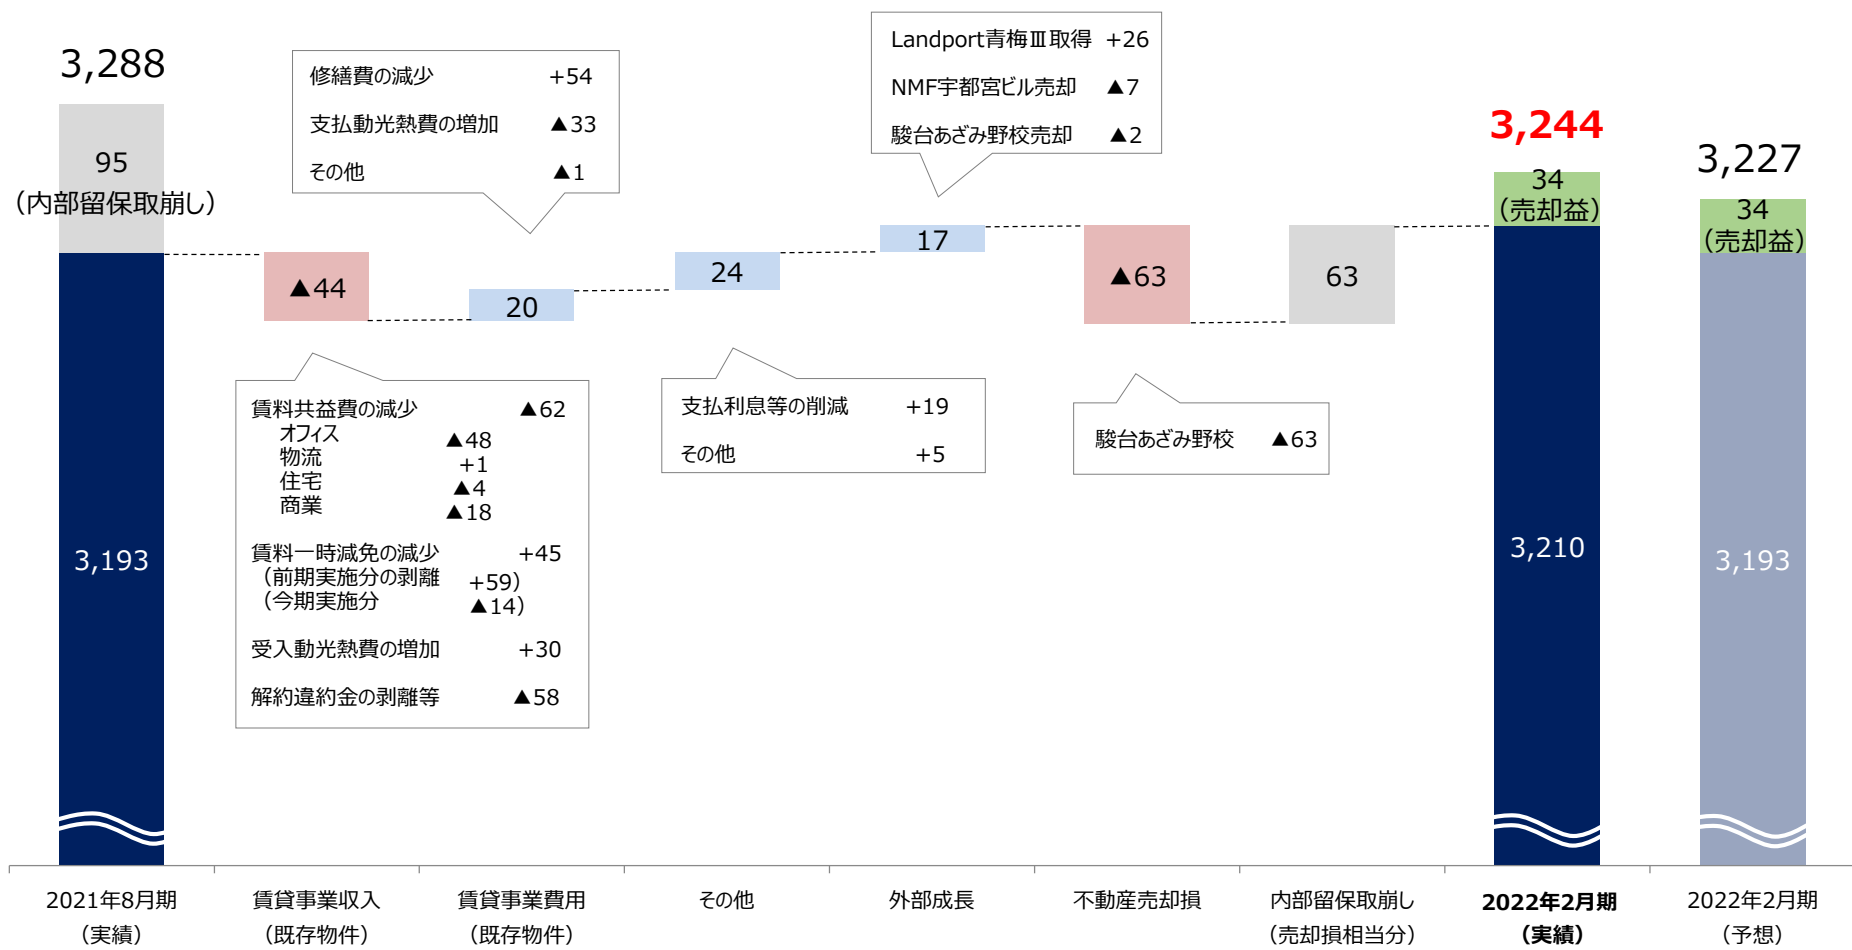 3,288
95
（内部留保取崩し）
3,193
修繕費の減少 +54
支払動光熱費の増加 ▲33
その他 ▲1
▲44
賃料共益費の減少 ▲62
オフィス ▲48
物流 +1
住宅 ▲4
商業 ▲18
賃料一時減免の減少 +45
（前期実施分の剥離 +59）
（今期実施分 ▲14）
受入動光熱費の増加 +30
解約違約金の剥離等 ▲58
20
24
支払利息等の削減 +19
その他 +5
Landport青梅Ⅲ取得 +26
NMF宇都宮ビル売却 ▲7
駿台あざみ野校売却 ▲2
17
▲63
駿台あざみ野校 ▲63
63
3,244
34
（売却益）
3,210
3,227
34
（売却益）
3,193
2021年8月期
（実績）
賃貸事業収入
（既存物件）
賃貸事業費用
（既存物件）
その他
外部成長
不動産売却損
内部留保取崩し
（売却損相当分）
2022年2月期
（実績）
2022年2月期
（予想）